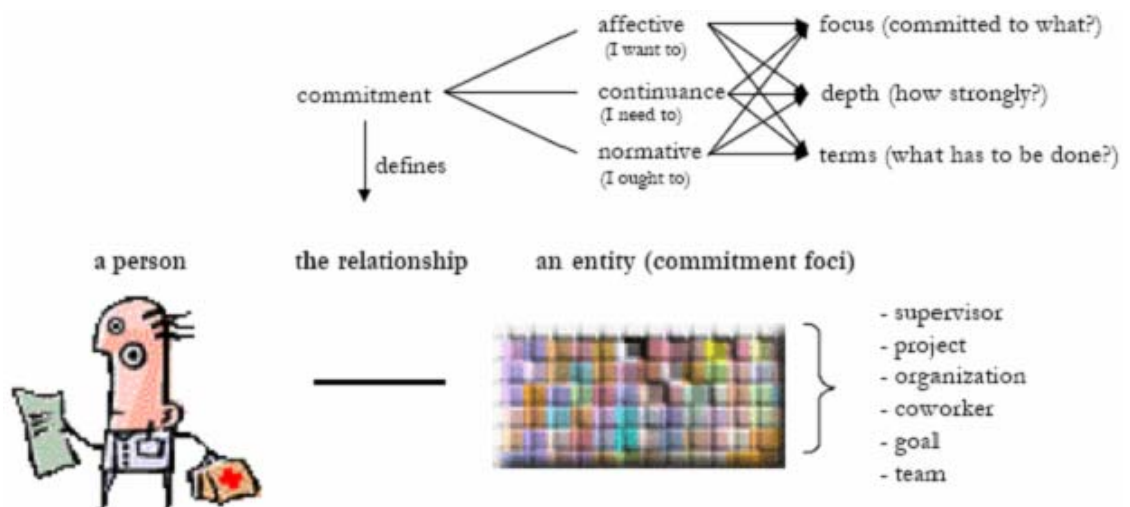 affective
(I want to)
focus (committed to what?)
commitment
continuance
(I need to)
depth (how strongly?)
normative
(I ought to)
terms (what has to be done?)
defines
a person
the relationship
an entity (commitment foci)
- supervisor
- project
- organization
- coworker
- goal
- team